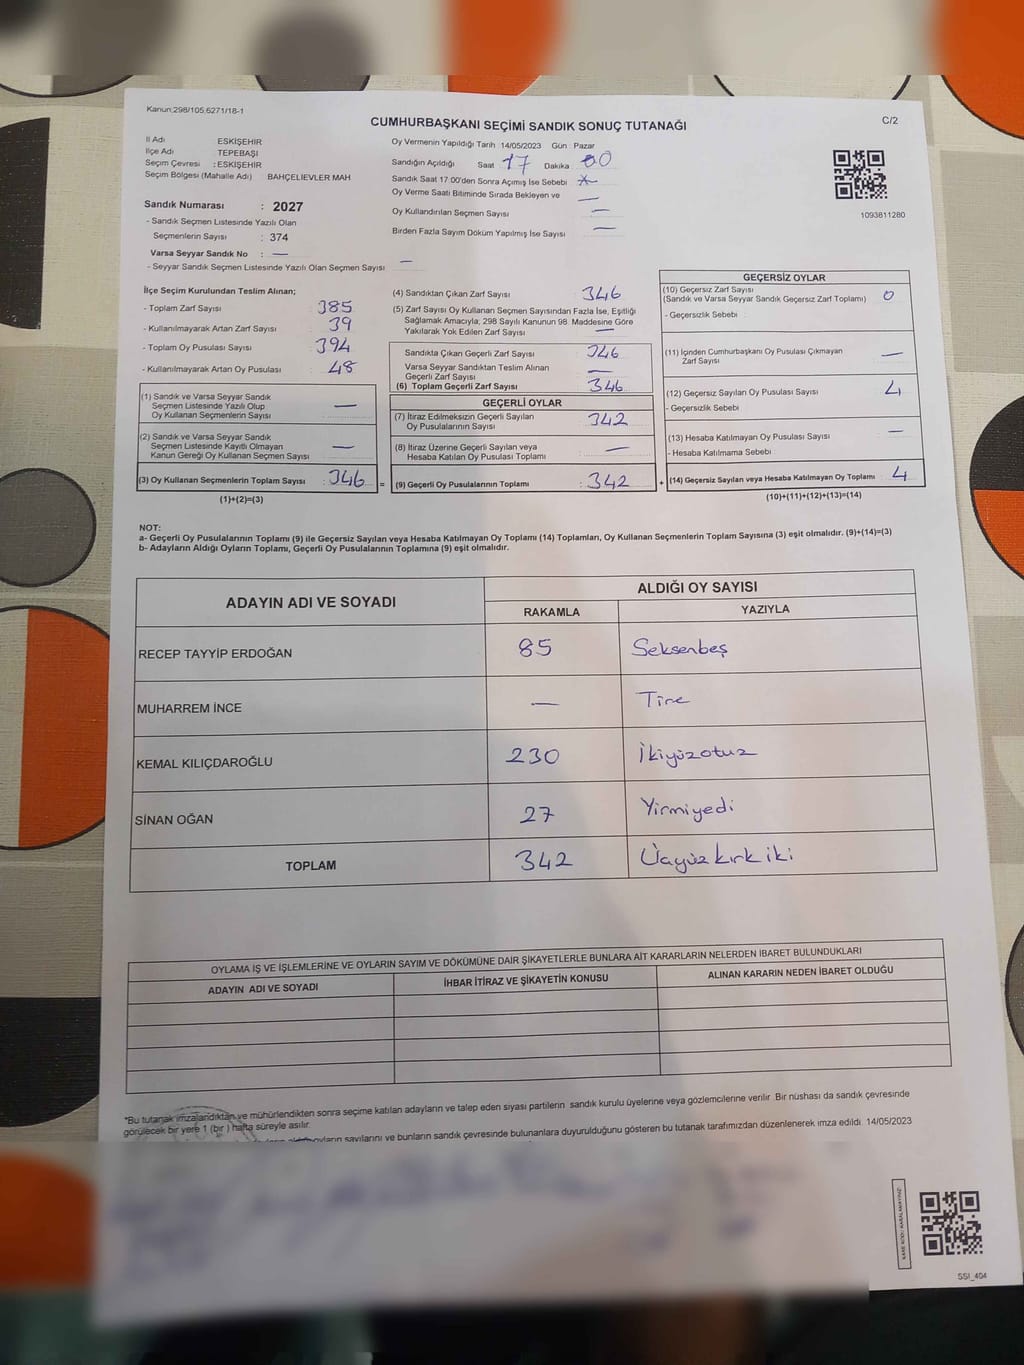 Kanun:298/105,6271/18-1
CUMHURBAŞKANI SEÇİMİ SANDIK SONUÇ TUTANAĞI
C/2
İl Adı ESKİŞEHİR
İlçe Adı TEPEBAŞI
Seçim Çevresi : ESKİŞEHİR
Seçim Bölgesi (Mahalle Adı) BAHÇELİEVLER MAH
Sandık Numarası : 2027
- Sandık Seçmen Listesinde Yazılı Olan
Seçmenlerin Sayısı : 374
Varsa Seyyar Sandık No : —
- Seyyar Sandık Seçmen Listesinde Yazılı Olan Seçmen Sayısı —
Oy Vermenin Yapıldığı Tarih 14/05/2023 Gün : Pazar
Sandığın Açıldığı Saat 17 Dakika 00
Sandık Saat 17:00'den Sonra Açımış İse Sebebi
Oy Verme Saati Bitiminde Sırada Bekleyen ve —
Oy Kullandırılan Seçmen Sayısı —
Birden Fazla Sayım Döküm Yapılmış İse Sayısı —
1093811280
İlçe Seçim Kurulundan Teslim Alınan;
- Toplam Zarf Sayısı 385
- Kullanılmayarak Artan Zarf Sayısı 39
- Toplam Oy Pusulası Sayısı 394
- Kullanılmayarak Artan Oy Pusulası 48
(1) Sandık ve Varsa Seyyar Sandık
Seçmen Listesinde Yazılı Olup
Oy Kullanan Seçmenlerin Sayısı —
(2) Sandık ve Varsa Seyyar Sandık
Seçmen Listesinde Kayıtlı Olmayan
Kanun Gereği Oy Kullanan Seçmen Sayısı —
(3) Oy Kullanan Seçmenlerin Toplam Sayısı : 346 =
(1)+(2)=(3)
(4) Sandıktan Çıkan Zarf Sayısı 346
(5) Zarf Sayısı Oy Kullanan Seçmen Sayısından Fazla İse, Eşitliği
Sağlamak Amacıyla; 298 Sayılı Kanunun 98. Maddesine Göre
Yakılarak Yok Edilen Zarf Sayısı —
Sandıkta Çıkan Geçerli Zarf Sayısı 346
Varsa Seyyar Sandıktan Teslim Alınan
Geçerli Zarf Sayısı —
(6) Toplam Geçerli Zarf Sayısı 346
GEÇERLİ OYLAR
(7) İtiraz Edilmeksizin Geçerli Sayılan
Oy Pusulalarının Sayısı 342
(8) İtiraz Üzerine Geçerli Sayılan veya
Hesaba Katılan Oy Pusulası Toplamı —
(9) Geçerli Oy Pusulalarının Toplamı : 342 +
GEÇERSİZ OYLAR
(10) Geçersiz Zarf Sayısı
(Sandık ve Varsa Seyyar Sandık Geçersiz Zarf Toplamı) 0
- Geçersizlik Sebebi
(11) İçinden Cumhurbaşkanı Oy Pusulası Çıkmayan
Zarf Sayısı —
(12) Geçersiz Sayılan Oy Pusulası Sayısı 4
- Geçersizlik Sebebi
(13) Hesaba Katılmayan Oy Pusulası Sayısı —
- Hesaba Katılmama Sebebi
(14) Geçersiz Sayılan veya Hesaba Katılmayan Oy Toplamı 4
(10)+(11)+(12)+(13)=(14)
NOT:
a- Geçerli Oy Pusulalarının Toplamı (9) ile Geçersiz Sayılan veya Hesaba Katılmayan Oy Toplamı (14) Toplamları, Oy Kullanan Seçmenlerin Toplam Sayısına (3) eşit olmalıdır. (9)+(14)=(3)
b- Adayların Aldığı Oyların Toplamı, Geçerli Oy Pusulalarının Toplamına (9) eşit olmalıdır.
ADAYIN ADI VE SOYADI
ALDIĞI OY SAYISI
RAKAMLA YAZIYLA
RECEP TAYYİP ERDOĞAN 85 Seksenbeş
MUHARREM İNCE — Tire
KEMAL KILIÇDAROĞLU 230 İkiyüzotuz
SİNAN OĞAN 27 Yirmiyedi
TOPLAM 342 Üçyüzkırkiki
OYLAMA İŞ VE İŞLEMLERİNE VE OYLARIN SAYIM VE DÖKÜMÜNE DAİR ŞİKAYETLERLE BUNLARA AİT KARARLARIN NELERDEN İBARET BULUNDUKLARI
ADAYIN ADI VE SOYADI İHBAR İTİRAZ VE ŞİKAYETİN KONUSU ALINAN KARARIN NEDEN İBARET OLDUĞU
*Bu tutanak imzalandıktan ve mühürlendikten sonra seçime katılan adayların ve talep eden siyasi partilerin sandık kurulu üyelerine veya gözlemcilerine verilir. Bir nüshası da sandık çevresinde
görülecek bir yere 1 (bir ) hafta süreyle asılır.
sayılarını ve bunların sandık çevresinde bulunanlara duyurulduğunu gösteren bu tutanak tarafımızdan düzenlenerek imza edildi. 14/05/2023
KARE KODU KARALAMAYINIZ!
SSI_404